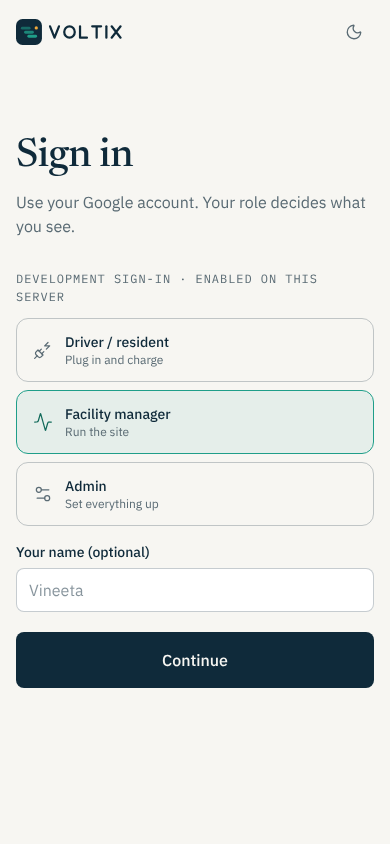 VOLTIX
Sign in
Use your Google account. Your role decides what
you see.
DEVELOPMENT SIGN-IN · ENABLED ON THIS
SERVER
Driver / resident
Plug in and charge
Facility manager
Run the site
Admin
Set everything up
Your name (optional)
Vineeta
Continue